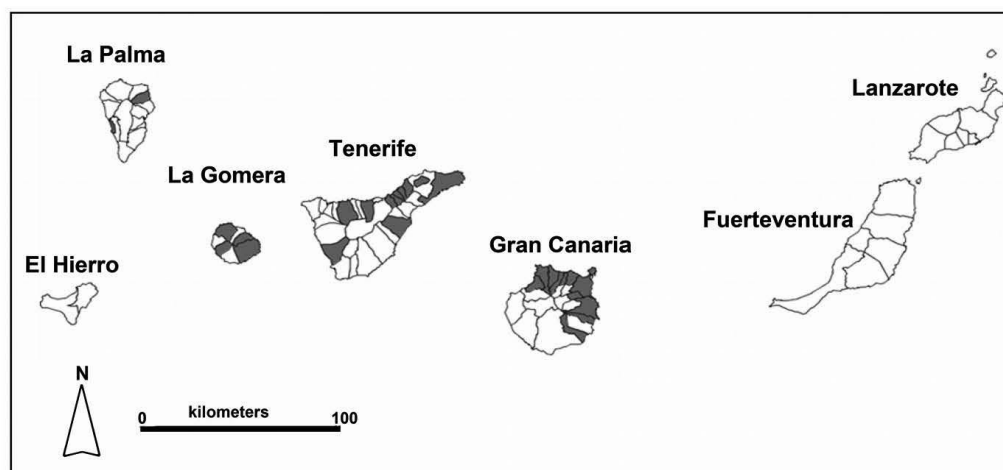 La Palma
Lanzarote
Tenerife
La Gomera
Fuerteventura
Gran Canaria
El Hierro
N
0 kilometers 100